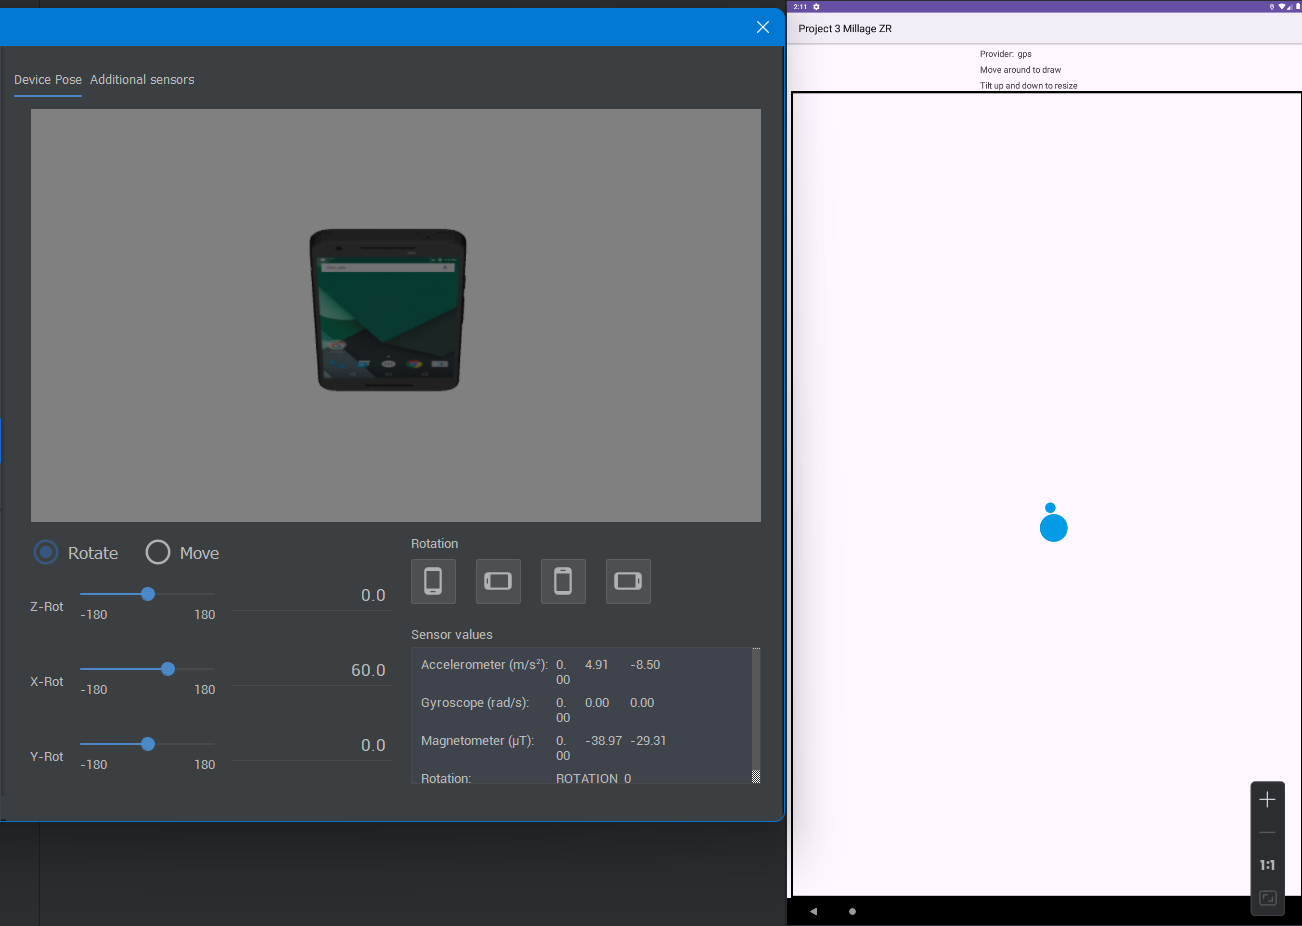 Device Pose Additional sensors
Rotate Move
Z-Rot
-180 180
0.0
X-Rot
-180 180
60.0
Y-Rot
-180 180
0.0
Rotation
Sensor values
Accelerometer (m/s²): 0.00 4.91 -8.50
Gyroscope (rad/s): 0.00 0.00 0.00
Magnetometer (μT): 0.00 -38.97 -29.31
Rotation: ROTATION 0
2:11
Project 3 Millage ZR
Provider: gps
Move around to draw
Tilt up and down to resize
1:1